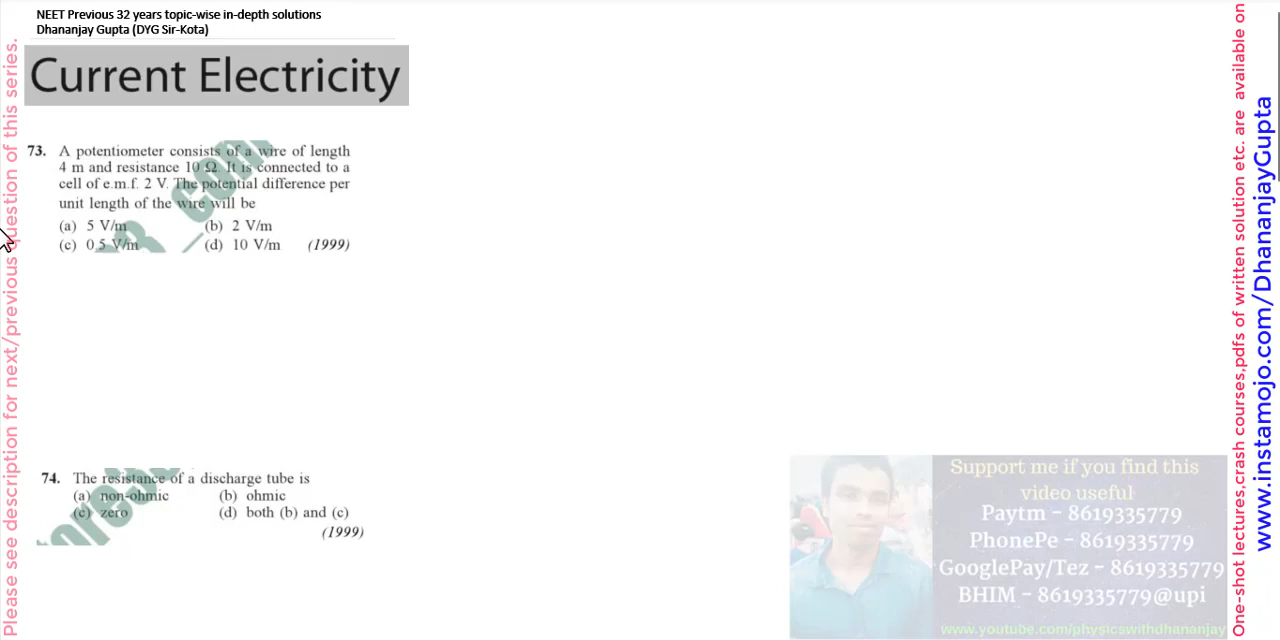 NEET Previous 32 years topic-wise in-depth solutions
Dhananjay Gupta (DYG Sir-Kota)
Current Electricity
73. A potentiometer consists of a wire of length
4 m and resistance 10 Ω. It is connected to a
cell of e.m.f. 2 V. The potential difference per
unit length of the wire will be
(a) 5 V/m (b) 2 V/m
(c) 0.5 V/m (d) 10 V/m (1999)
74. The resistance of a discharge tube is
(a) non-ohmic (b) ohmic
(c) zero (d) both (b) and (c)
(1999)
Support me if you find this
video useful
Paytm - 8619335779
PhonePe - 8619335779
GooglePay/Tez - 8619335779
BHIM - 8619335779@upi
www.youtube.com/physicswithdhananjay
Please see description for next/previous question of this series.
One-shot lectures,crash courses,pdfs of written solution etc. are available on
www.instamojo.com/DhananjayGupta